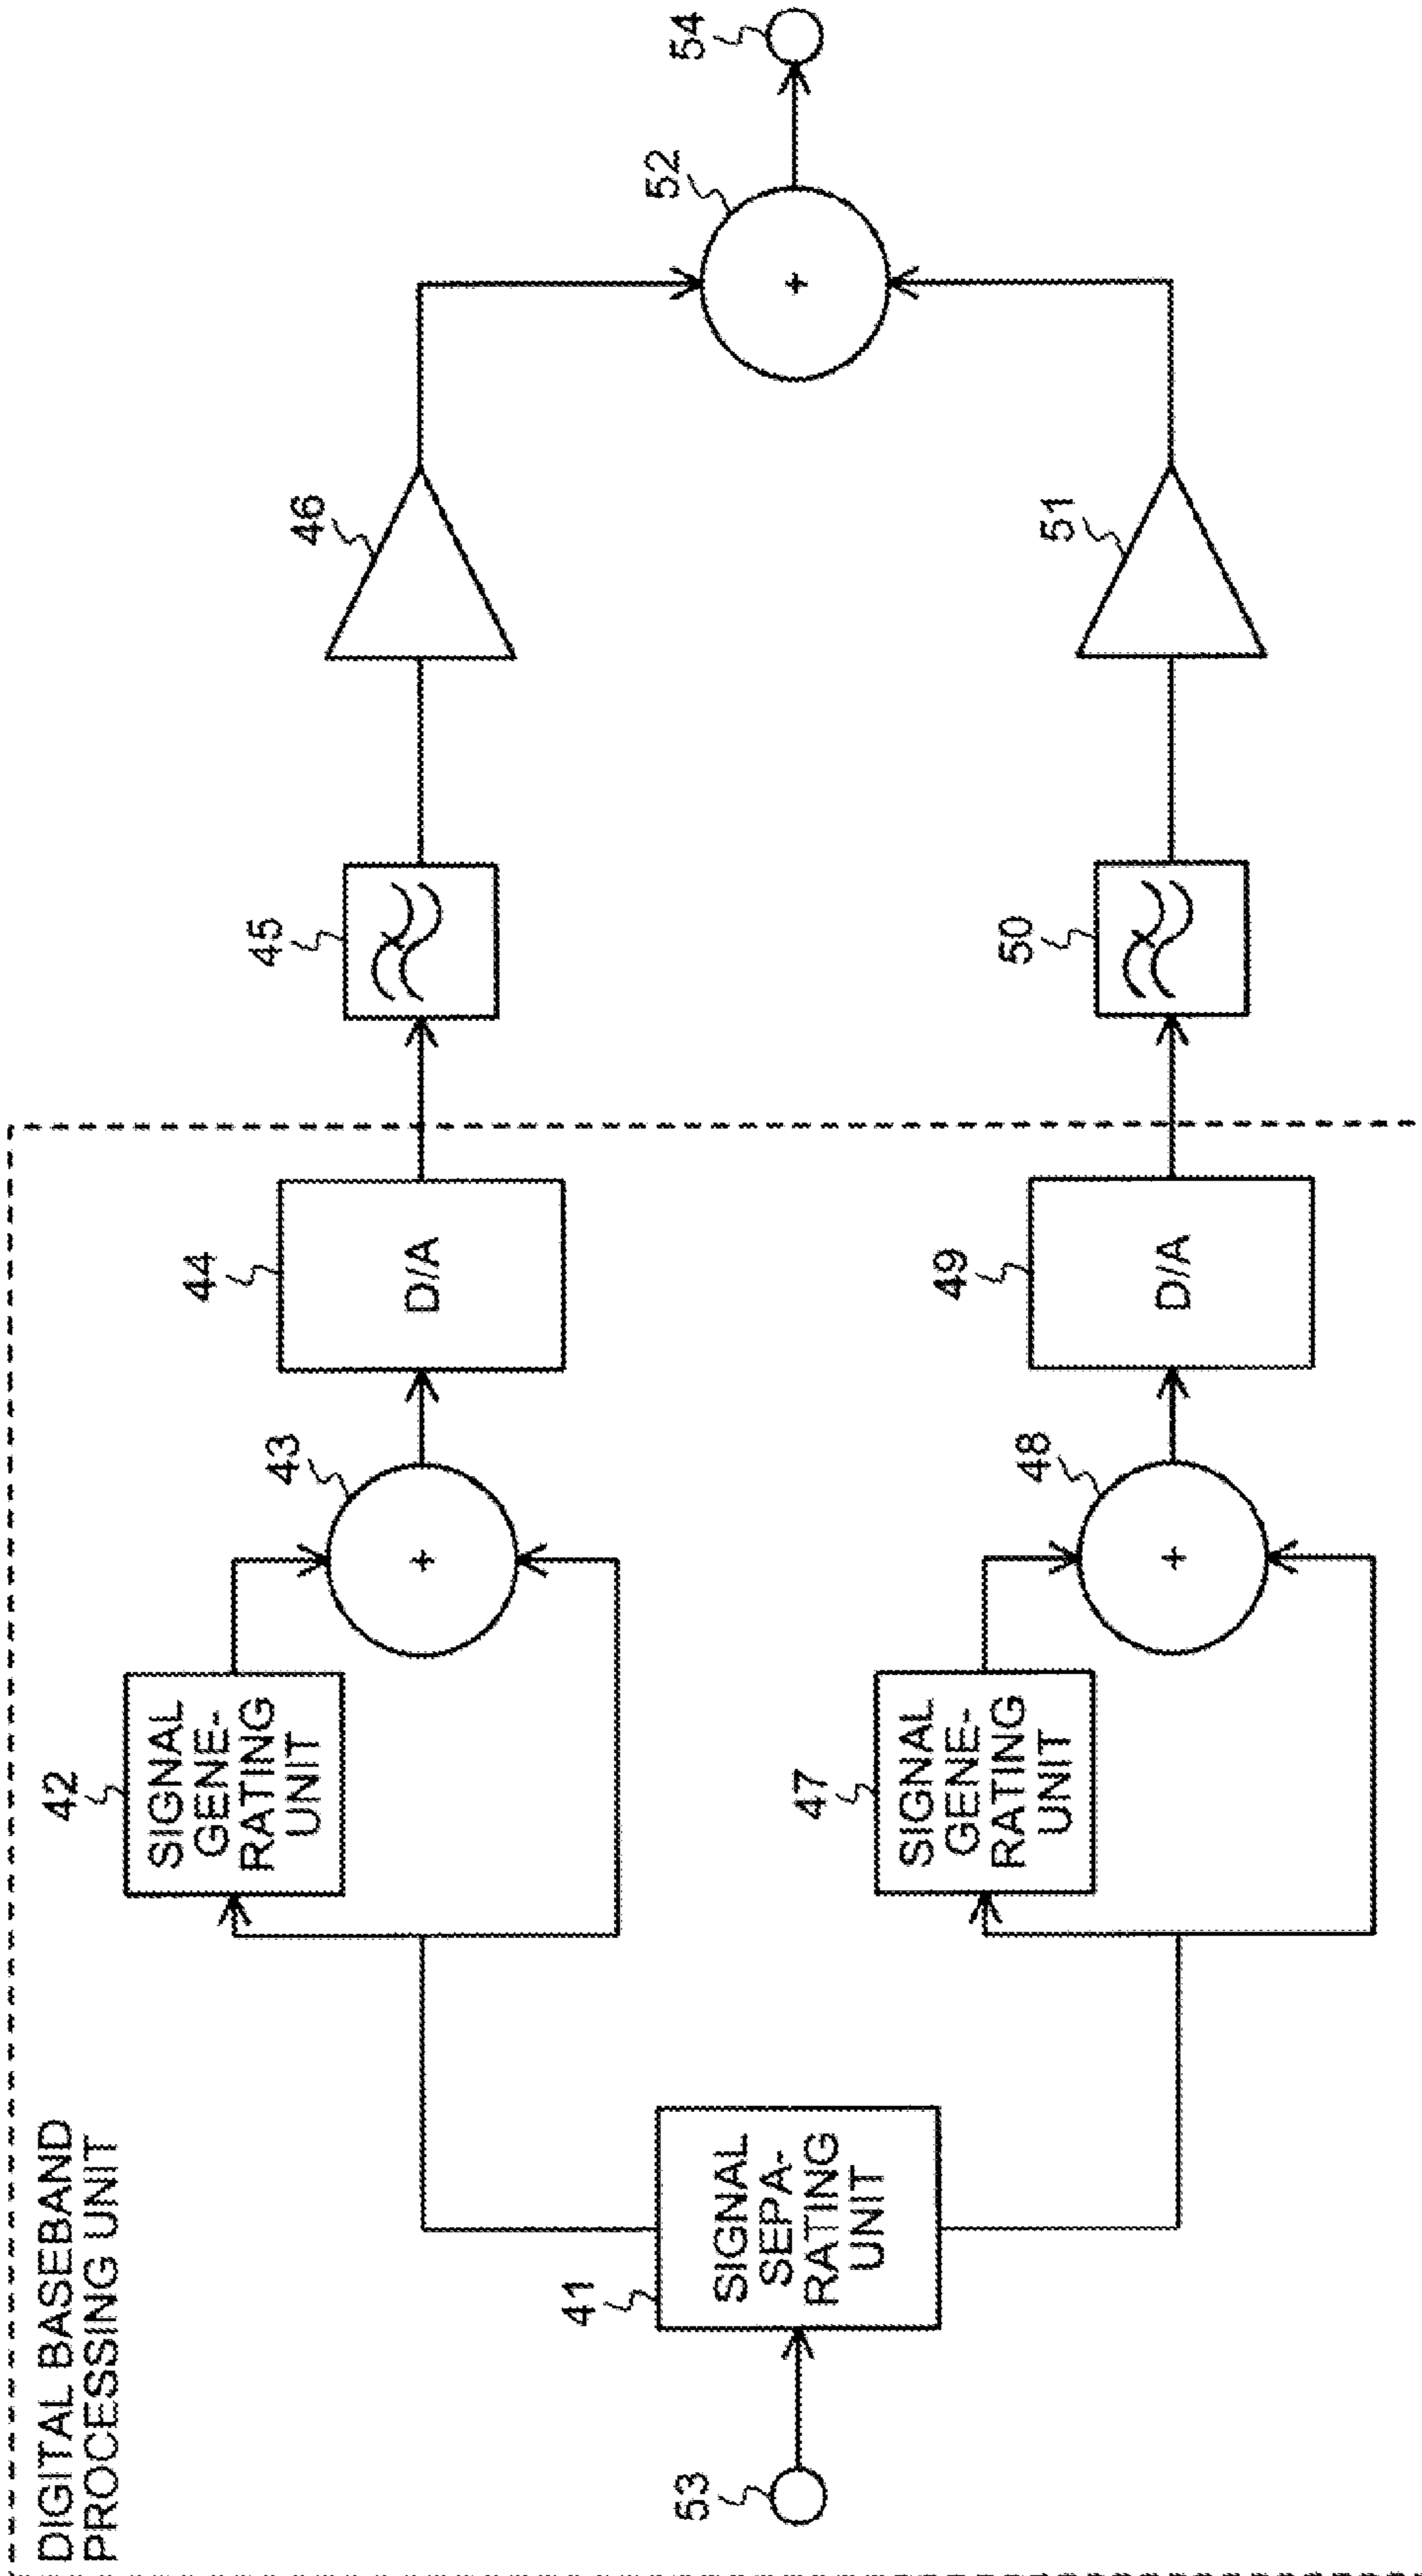 DIGITAL BASEBAND
PROCESSING UNIT
53
41
SIGNAL
SEPA-
RATING
UNIT
42
SIGNAL
GENE-
RATING
UNIT
43
+
44
D/A
45
46
47
SIGNAL
GENE-
RATING
UNIT
48
+
49
D/A
50
51
52
+
54